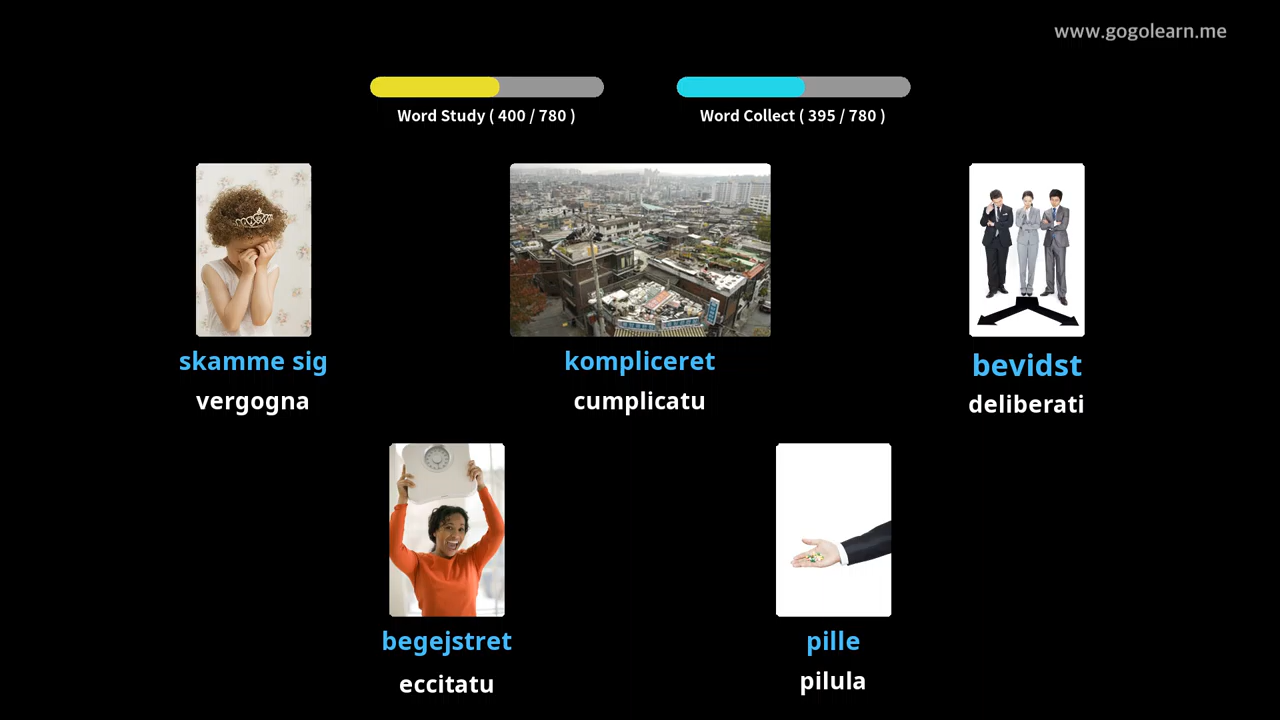 www.gogolearn.me
Word Study ( 400 / 780 )
Word Collect ( 395 / 780 )
skamme sig
vergogna
kompliceret
cumplicatu
bevidst
deliberati
begejstret
eccitatu
pille
pilula